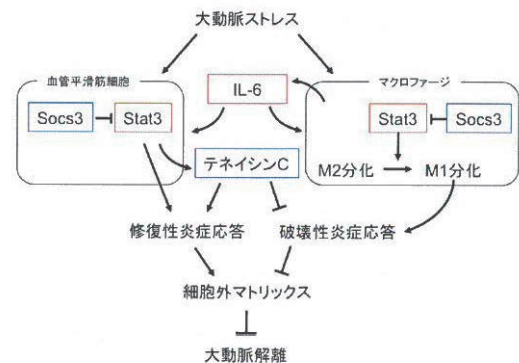 大動脈ストレス
血管平滑筋細胞
IL-6
マクロファージ
Socs3
Stat3
Stat3
Socs3
テネイシンC
M2分化
M1分化
修復性炎症応答
破壊性炎症応答
細胞外マトリックス
大動脈解離